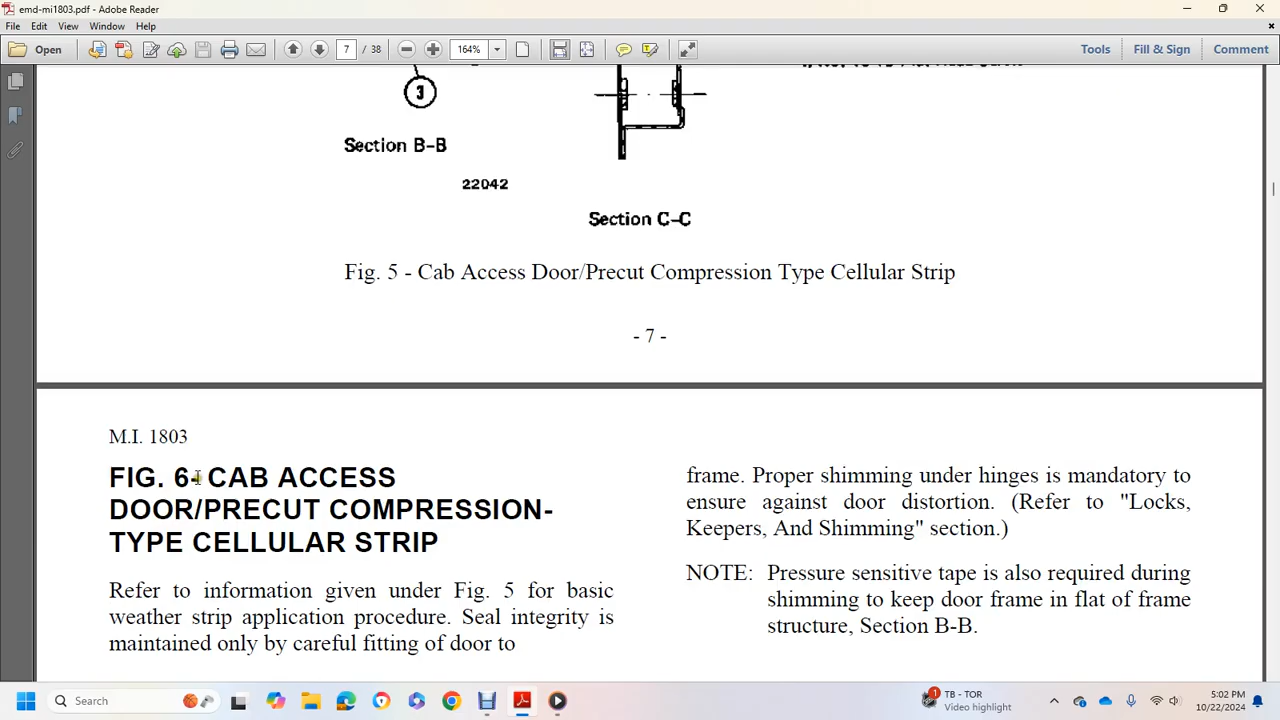 emd-mi1803.pdf - Adobe Reader
File Edit View Window Help
Open 7 / 38 164% Tools Fill & Sign Comment
3
Section B-B
22042
Section C-C
Fig. 5 - Cab Access Door/Precut Compression Type Cellular Strip
- 7 -
M.I. 1803
FIG. 6- CAB ACCESS
DOOR/PRECUT COMPRESSION-
TYPE CELLULAR STRIP
Refer to information given under Fig. 5 for basic
weather strip application procedure. Seal integrity is
maintained only by careful fitting of door to
frame. Proper shimming under hinges is mandatory to
ensure against door distortion. (Refer to "Locks,
Keepers, And Shimming" section.)
NOTE: Pressure sensitive tape is also required during
shimming to keep door frame in flat of frame
structure, Section B-B.
Search
1
TB - TOR
Video highlight
5:02 PM
10/22/2024